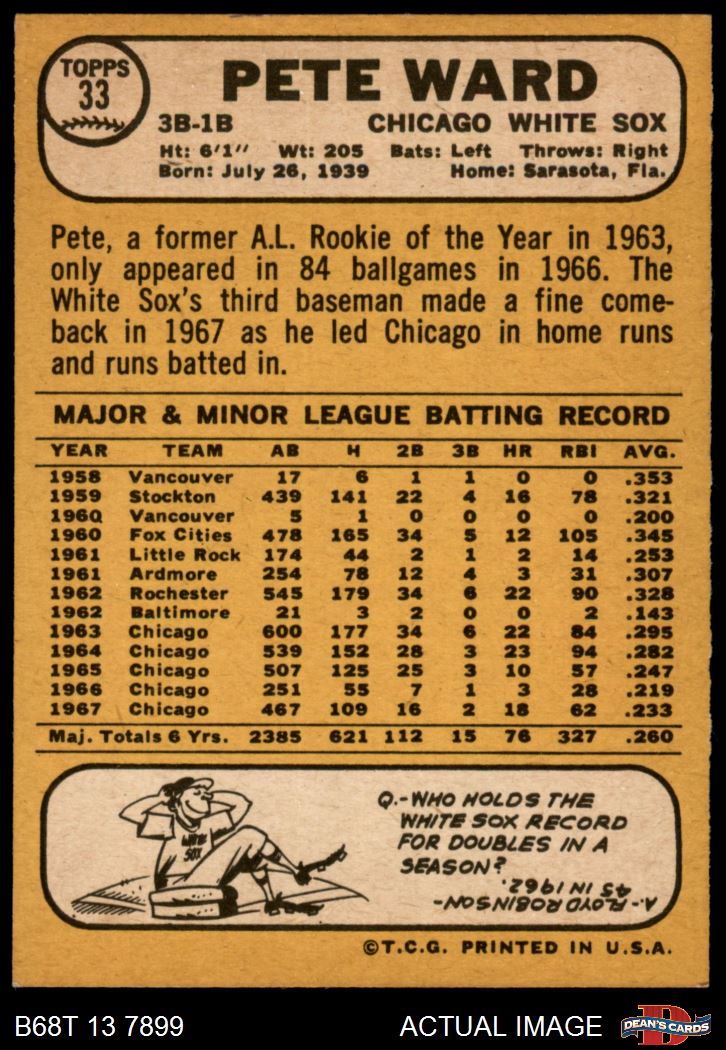 TOPPS
33
PETE WARD
3B-1B CHICAGO WHITE SOX
Ht: 6'1" Wt: 205 Bats: Left Throws: Right
Born: July 26, 1939 Home: Sarasota, Fla.
Pete, a former A.L. Rookie of the Year in 1963,
only appeared in 84 ballgames in 1966. The
White Sox's third baseman made a fine come-
back in 1967 as he led Chicago in home runs
and runs batted in.
MAJOR & MINOR LEAGUE BATTING RECORD
YEAR TEAM AB H 2B 3B HR RBI AVG.
1958 Vancouver 17 6 1 1 0 0 .353
1959 Stockton 439 141 22 4 16 78 .321
1960 Vancouver 5 1 0 0 0 0 .200
1960 Fox Cities 478 165 34 5 12 105 .345
1961 Little Rock 174 44 2 1 2 14 .253
1961 Ardmore 254 78 12 4 3 31 .307
1962 Rochester 545 179 34 6 22 90 .328
1962 Baltimore 21 3 2 0 0 2 .143
1963 Chicago 600 177 34 6 22 84 .295
1964 Chicago 539 152 28 3 23 94 .282
1965 Chicago 507 125 25 3 10 57 .247
1966 Chicago 251 55 7 1 3 28 .219
1967 Chicago 467 109 16 2 18 62 .233
Maj. Totals 6 Yrs. 2385 621 112 15 76 327 .260
WHITE
SOX
Q.-WHO HOLDS THE
WHITE SOX RECORD
FOR DOUBLES IN A
SEASON?
A.-FLOYD ROBINSON-
45 IN 1962.
©T.C.G. PRINTED IN U.S.A.
B68T 13 7899 ACTUAL IMAGE
D
DEAN'S CARDS